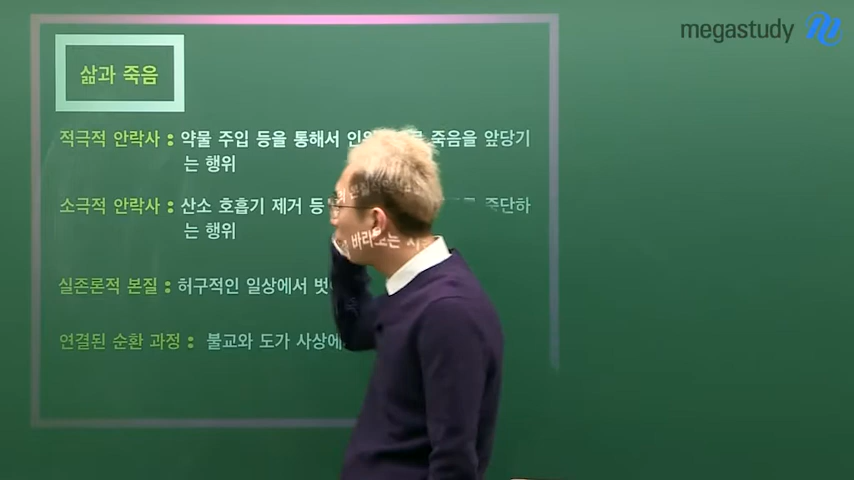 megastudy
삶과 죽음
적극적 안락사 : 약물 주입 등을 통해서 죽음을 앞당기
는 행위
소극적 안락사 : 산소 호흡기 제거 등 중단하
는 행위
실존론적 본질 : 허구적인 일상에서
연결된 순환 과정 : 불교와 도가 사상에
바라보는